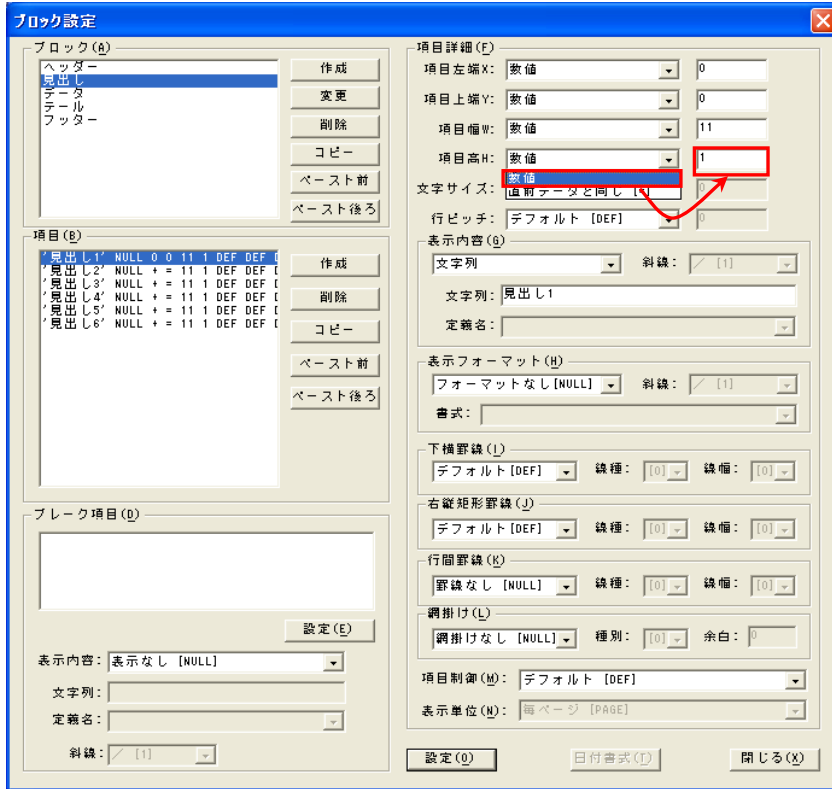 ブロック設定
ブロック(A)
ヘッダー
見出し
データ
テール
フッター
作成
変更
削除
コピー
ペースト前
ペースト後ろ
項目(B)
'見出し1' NULL 0 0 11 1 DEF DEF D
'見出し2' NULL + = 11 1 DEF DEF [
'見出し3' NULL + = 11 1 DEF DEF [
'見出し4' NULL + = 11 1 DEF DEF [
'見出し5' NULL + = 11 1 DEF DEF [
'見出し6' NULL + = 11 1 DEF DEF [
作成
削除
コピー
ペースト前
ペースト後ろ
ブレーク項目(D)
設定(E)
表示内容: 表示なし [NULL]
文字列:
定義名:
斜線: ／ [1]
項目詳細(F)
項目左端X: 数値 0
項目上端Y: 数値 0
項目幅W: 数値 11
項目高H: 数値 1
数値
直前データと同じ
文字サイズ: 0
行ピッチ: デフォルト [DEF] 0
表示内容(G)
文字列 斜線: ／ [1]
文字列: 見出し1
定義名:
表示フォーマット(H)
フォーマットなし[NULL] 斜線: ／ [1]
書式:
下横罫線(I)
デフォルト[DEF] 線種: [0] 線幅: [0]
右縦矩形罫線(J)
デフォルト[DEF] 線種: [0] 線幅: [0]
行間罫線(K)
罫線なし [NULL] 線種: [0] 線幅: [0]
網掛け(L)
網掛けなし [NULL] 種別: [0] 余白: 0
項目制御(M): デフォルト [DEF]
表示単位(N): 毎ページ [PAGE]
設定(O)
日付書式(T)
閉じる(X)